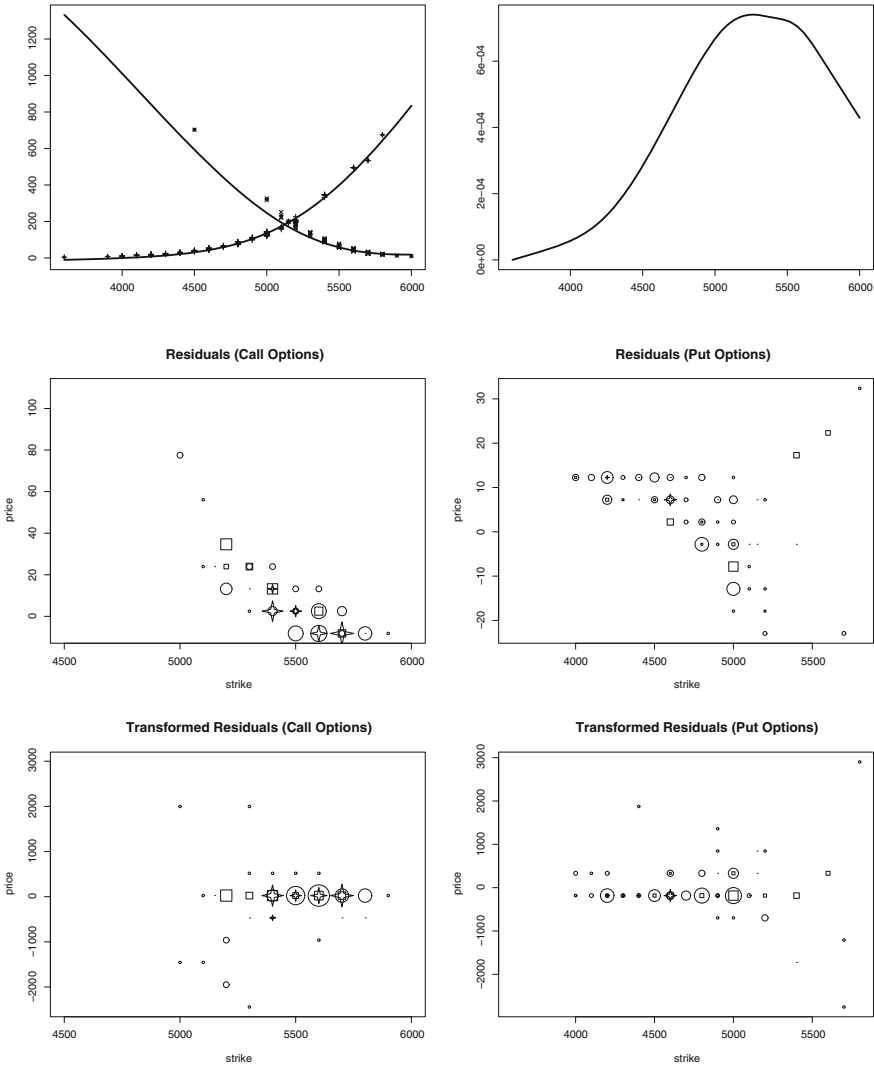 1200
1000
800
600
400
200
0
4000 4500 5000 5500 6000
6e−04
4e−04
2e−04
0e+00
4000 4500 5000 5500 6000
Residuals (Call Options)
price
100
80
60
40
20
0
4500 5000 5500 6000
strike
Residuals (Put Options)
price
30
20
10
0
−10
−20
4000 4500 5000 5500
strike
Transformed Residuals (Call Options)
price
3000
2000
1000
0
−1000
−2000
4500 5000 5500 6000
strike
Transformed Residuals (Put Options)
price
3000
2000
1000
0
−1000
−2000
4000 4500 5000 5500
strike